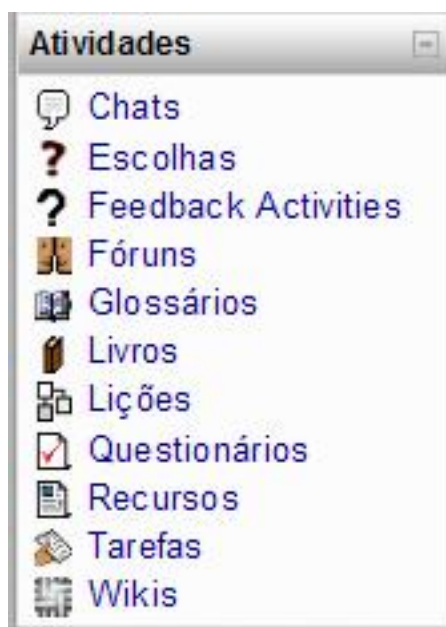 Atividades
Chats
Escolhas
Feedback Activities
Fóruns
Glossários
Livros
Lições
Questionários
Recursos
Tarefas
Wikis